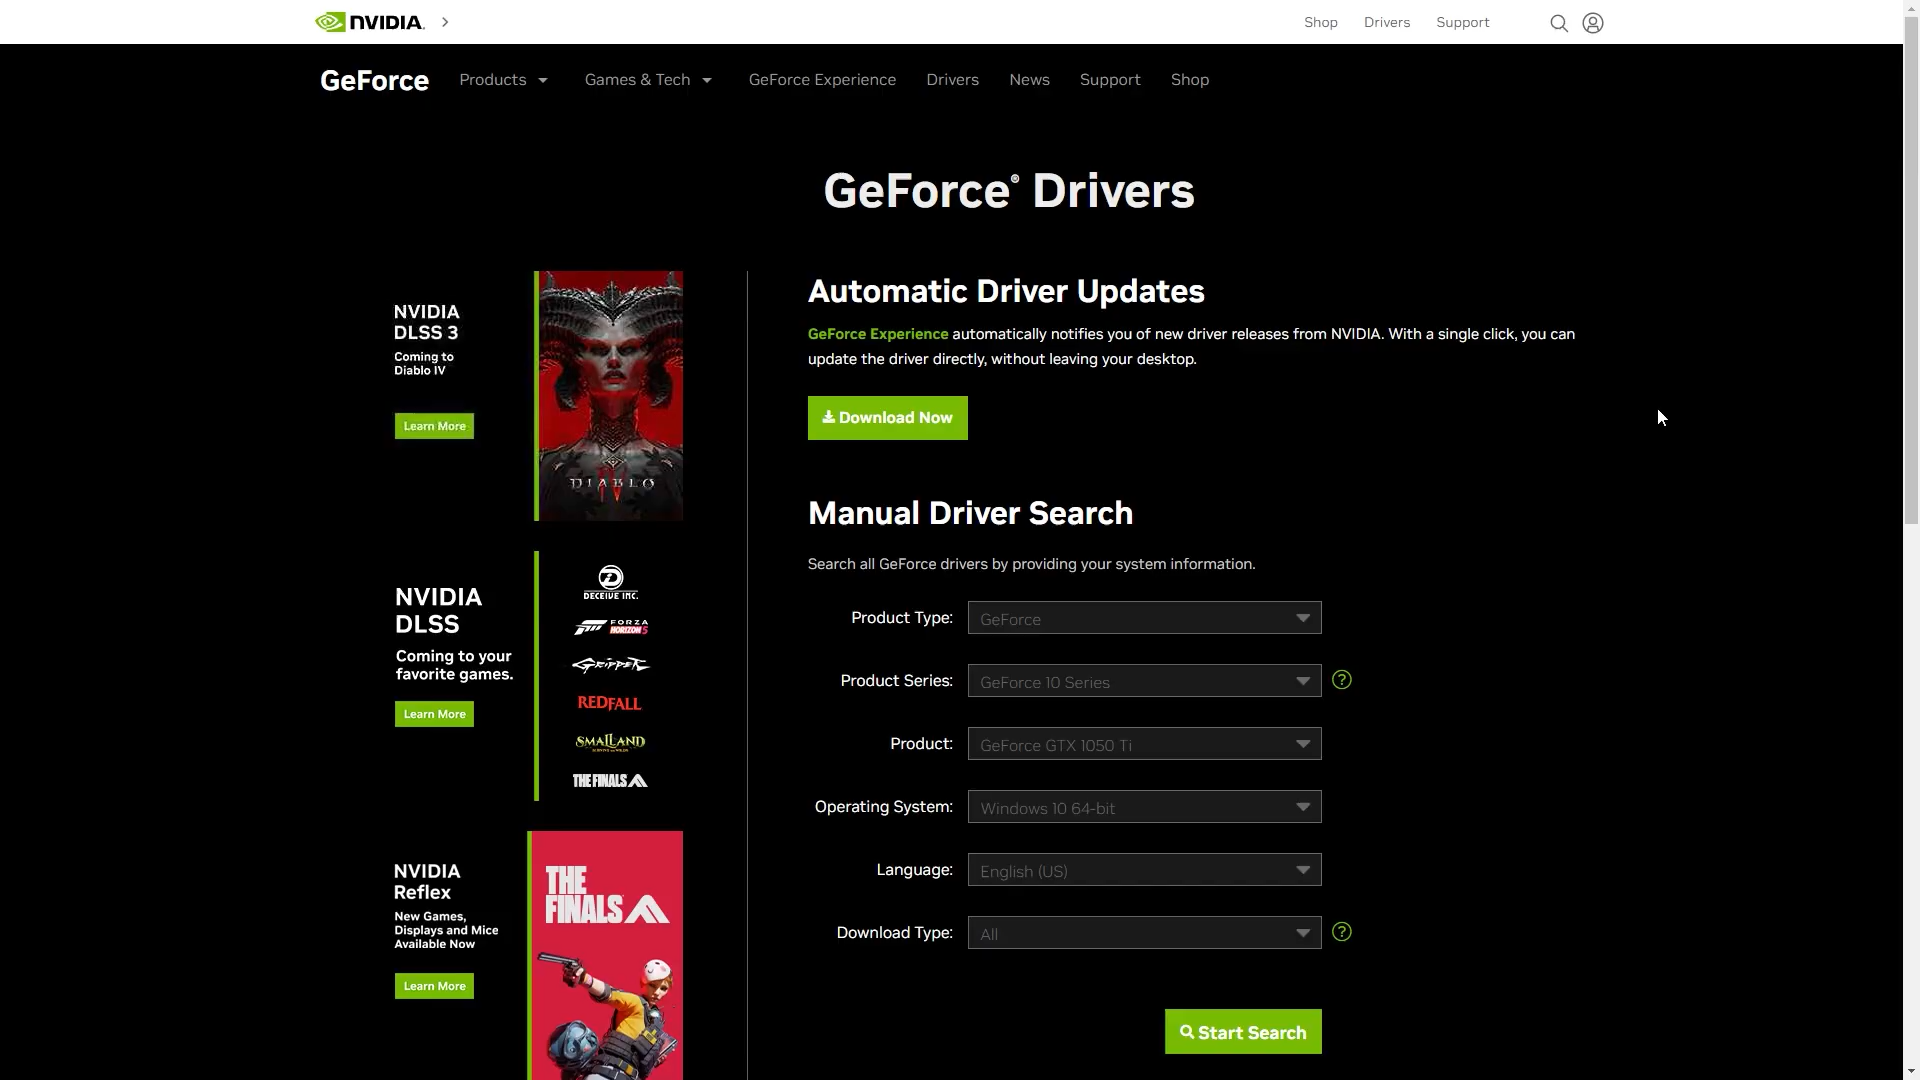 NVIDIA.
Shop Drivers Support
GeForce Products Games & Tech GeForce Experience Drivers News Support Shop
GeForce® Drivers
NVIDIA
DLSS 3
Coming to
Diablo IV
Learn More
DIABLO
IV
NVIDIA
DLSS
Coming to your
favorite games.
Learn More
DECEIVE INC.
FORZA
HORIZON 5
GRIPPER
REDFALL
SMALLAND
THE FINALS
NVIDIA
Reflex
New Games,
Displays and Mice
Available Now
Learn More
THE
FINALS
Automatic Driver Updates
GeForce Experience automatically notifies you of new driver releases from NVIDIA. With a single click, you can
update the driver directly, without leaving your desktop.
Download Now
Manual Driver Search
Search all GeForce drivers by providing your system information.
Product Type: GeForce
Product Series: GeForce 10 Series ?
Product: GeForce GTX 1050 Ti
Operating System: Windows 10 64-bit
Language: English (US)
Download Type: All ?
Start Search